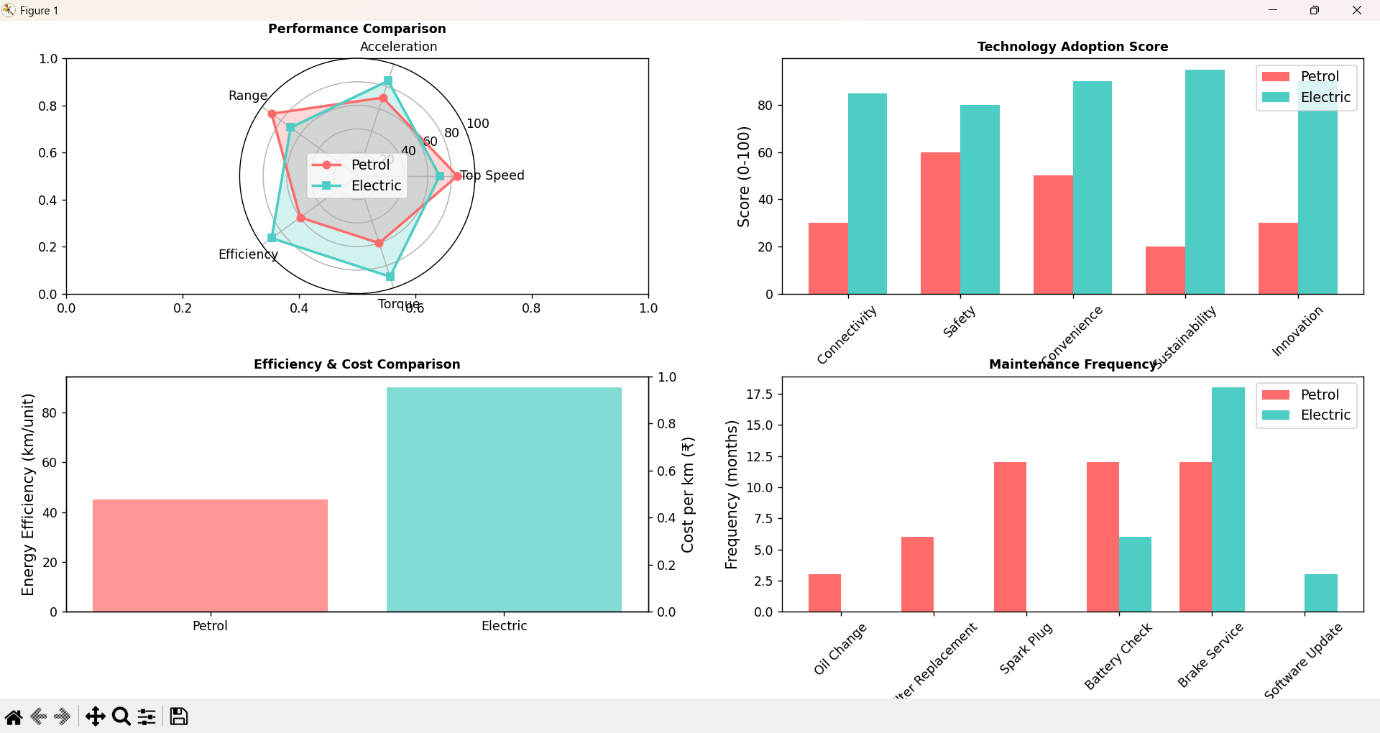 Figure 1
Performance Comparison
Acceleration
Range
Top Speed
Efficiency
Torque
40
60
80
100
Petrol
Electric
1.0
0.8
0.6
0.4
0.2
0.0
0.0 0.2 0.4 0.6 0.8 1.0
Technology Adoption Score
Score (0-100)
80
60
40
20
0
Petrol
Electric
Connectivity
Safety
Convenience
Sustainability
Innovation
Efficiency & Cost Comparison
Energy Efficiency (km/unit)
80
60
40
20
0
Petrol Electric
Cost per km (₹)
1.0
0.8
0.6
0.4
0.2
0.0
Maintenance Frequency
Frequency (months)
17.5
15.0
12.5
10.0
7.5
5.0
2.5
0.0
Petrol
Electric
Oil Change
Replacement
Spark Plug
Battery Check
Brake Service
Software Update